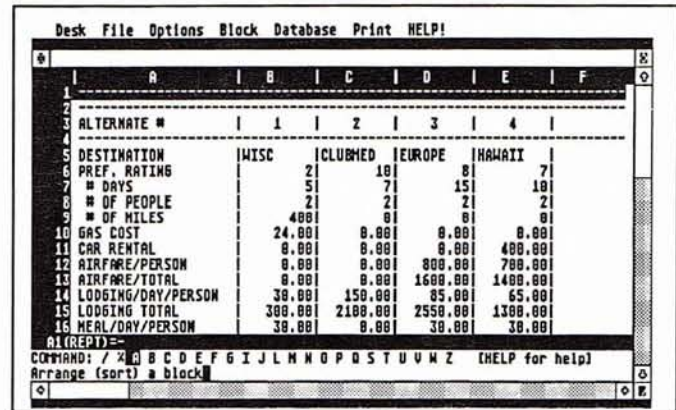 Desk File Options Block Database Print HELP!
A | B | C | D | E | F
1
2
3 ALTERNATE # | 1 | 2 | 3 | 4 |
4
5 DESTINATION |WISC |CLUBMED |EUROPE |HAWAII |
6 PREF. RATING | 2| 10| 8| 7|
7 # DAYS | 5| 7| 15| 10|
8 # OF PEOPLE | 2| 2| 2| 2|
9 # OF MILES | 400| 0| 0| 0|
10 GAS COST | 24.00| 0.00| 0.00| 0.00|
11 CAR RENTAL | 0.00| 0.00| 0.00| 400.00|
12 AIRFARE/PERSON | 0.00| 0.00| 800.00| 700.00|
13 AIRFARE/TOTAL | 0.00| 0.00| 1600.00| 1400.00|
14 LODGING/DAY/PERSON | 30.00| 150.00| 85.00| 65.00|
15 LODGING TOTAL | 300.00| 2100.00| 2550.00| 1300.00|
16 MEAL/DAY/PERSON | 30.00| 0.00| 30.00| 30.00|
A1(REPT)=-
COMMAND: / % A B C D E F G I J L M N O P Q S T U V W Z [HELP for help]
Arrange (sort) a block